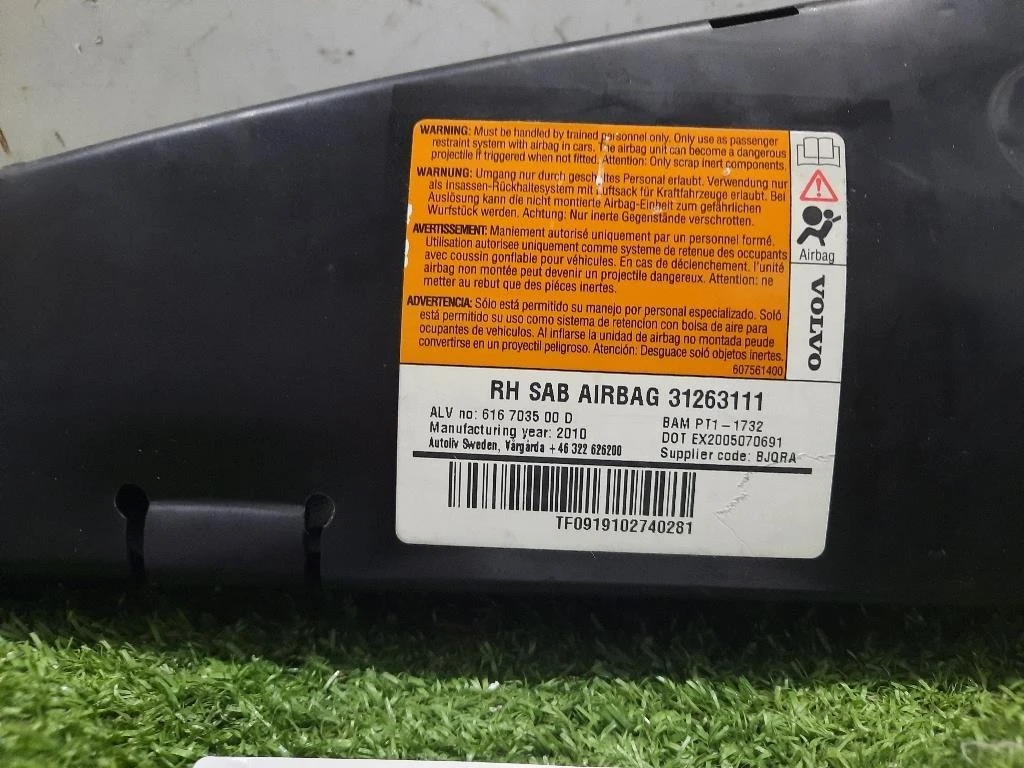 WARNING: Must be handled by trained personnel only. Only use as passenger
restraint system with airbag in cars. The airbag unit can become a dangerous
projectile if triggered when not fitted. Attention: Only scrap inert components.
WARNUNG: Umgang nur durch geschultes Personal erlaubt. Verwendung nur
als Insassen-Rückhaltesystem mit Luftsack für Kraftfahrzeuge erlaubt. Bei
Auslösung kann die nicht montierte Airbag-Einheit zum gefährlichen
Wurfstück werden. Achtung: Nur inerte Gegenstände verschrotten.
AVERTISSEMENT: Maniement autorisé uniquement par un personnel formé.
Utilisation autorisee uniquement comme systeme de retenue des occupants
avec coussin gonflable pour véhicules. En cas de déclenchement. l'unité
airbag non montée peut devenir un projectile dangereux. Attention: ne
metter au rebut que des piéces inertes.
ADVERTENCIA: Sólo está permitido su manejo por personal especializado. Soló
está permitido su uso como sistema de retención con bolsa de aire para
ocupantes de vehiculos. Al inflarse la unidad de airbag no montada peude
convertirse en un proyectil peligroso. Atención: Desguace soló objetos inertes.
607561400
Airbag
VOLVO
RH SAB AIRBAG 31263111
ALV no: 616 7035 00 D
BAM PT1-1732
Manufacturing year: 2010
DOT EX2005070691
Autoliv Sweden, Vårgårda +46 322 626200
Supplier code: BJQRA
TF0919102740281